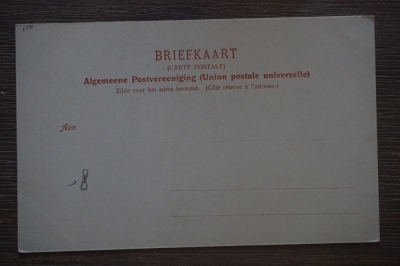 BRIEFKAART
(CARTE POSTALE)
Algemeene Postvereeniging (Union postale universelle)
Zijde voor het adres bestemd. (Côté réservé à l'adresse.)
Aan